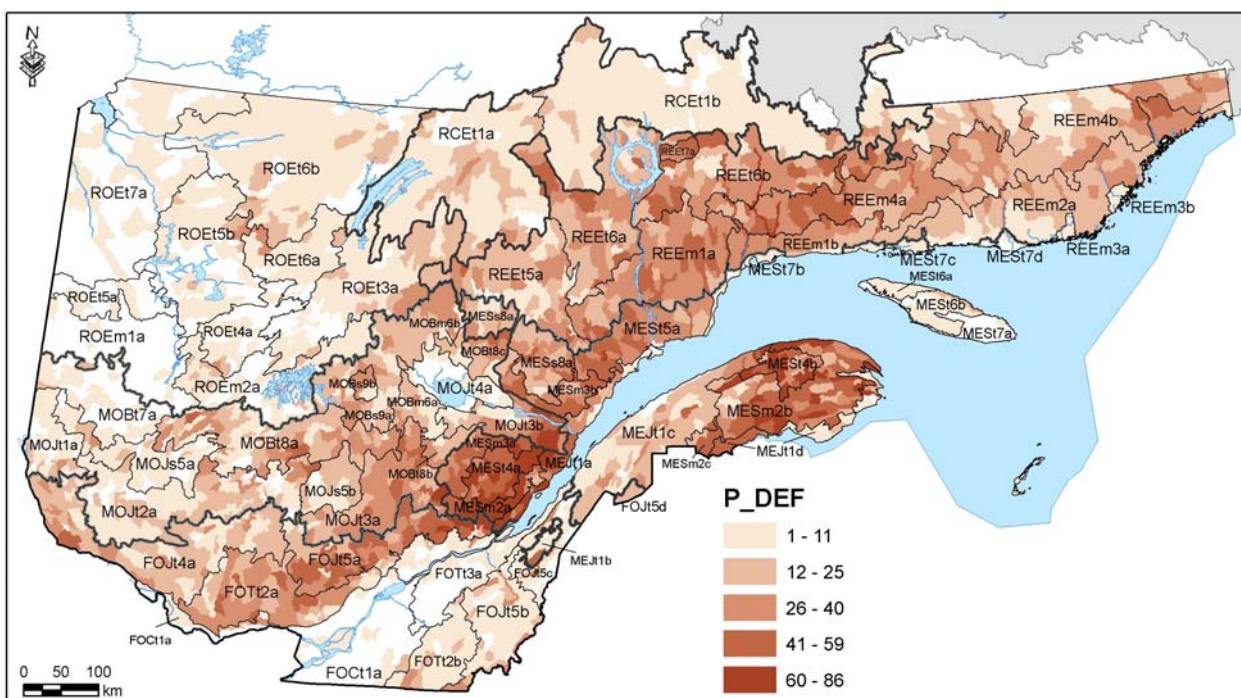 N
RCEt1b
RCEt1a
REEm4b
REEt7a
ROEt6b
REEt6b
ROEt7a
REEm4a
REEm2a
REEm3b
ROEt5b
REEt6a
REEm1a
REEm1b
REEm3a
ROEt6a
REEt5a
MESt7b
MESt7c
MESt7d
MESt6a
ROEt3a
ROEt5a
MESt6b
MESt7a
ROEm1a
ROEt4a
MOBm6b
MESs8a
MESt5a
MOBt8c
MESs8a
ROEm2a
MOBs9b
MOJt4a
MESm3b
MESt4b
MOBt7a
MOBs9a
MOBm6a
MESm2b
MOJt3b
MEJt1c
MOJt1a
MOBt8a
MESm3a
MESt4a
MEJt1a
MEJt1d
MOJs5a
MOBt8b
MESm2c
MOJs5b
MESm2a
FOJt5d
MOJt2a
MOJt3a
P_DEF
MEJt1b
FOJt4a
FOJt5a
FOTt3a
FOJt5c
FOTt2a
FOJt5b
FOCt1a
FOCt1a
FOTt2b
1 - 11
12 - 25
26 - 40
41 - 59
60 - 86
0 50 100
km